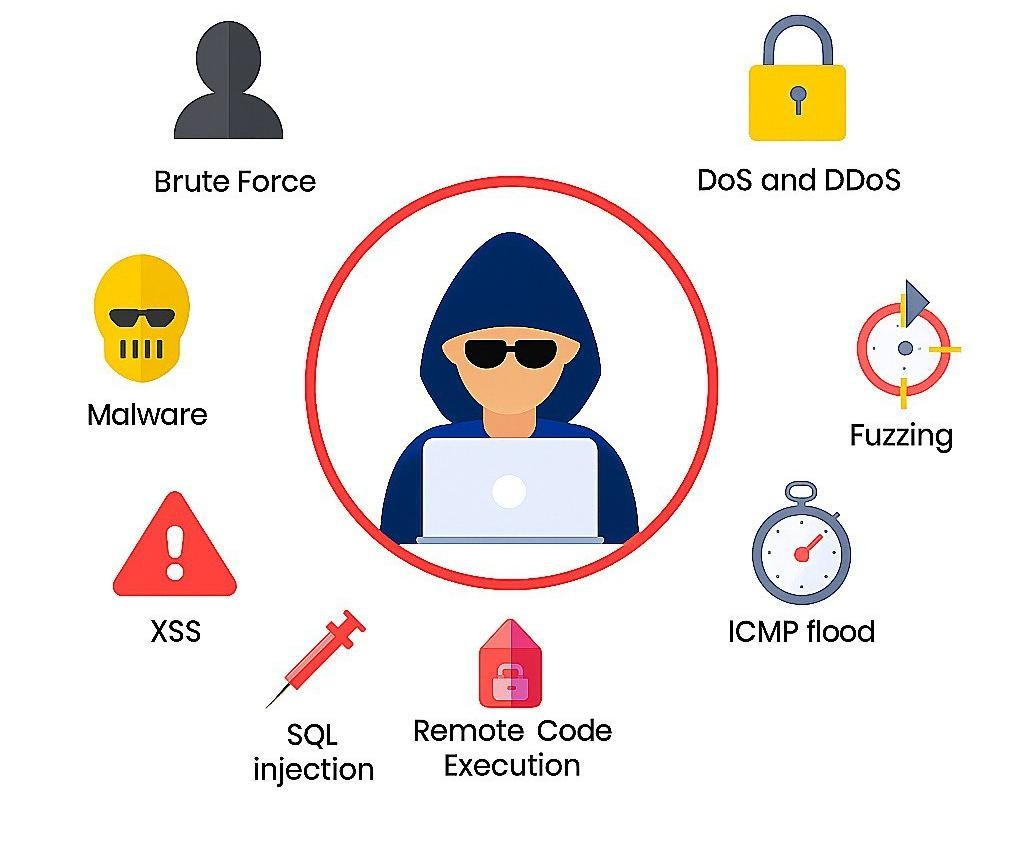 Brute Force
DoS and DDoS
Malware
Fuzzing
XSS
ICMP flood
SQL
injection
Remote Code
Execution